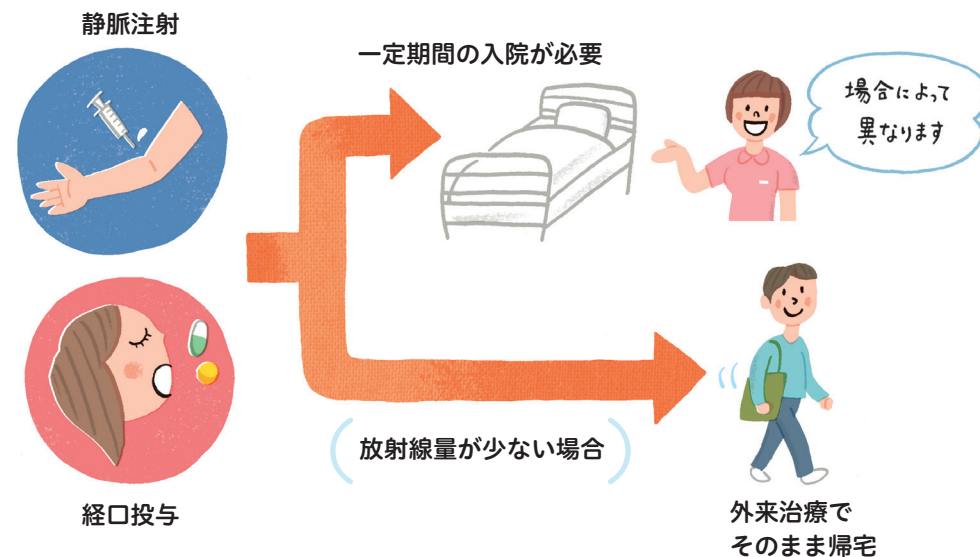 静脈注射
一定期間の入院が必要
場合によって
異なります
放射線量が少ない場合
経口投与
外来治療で
そのまま帰宅